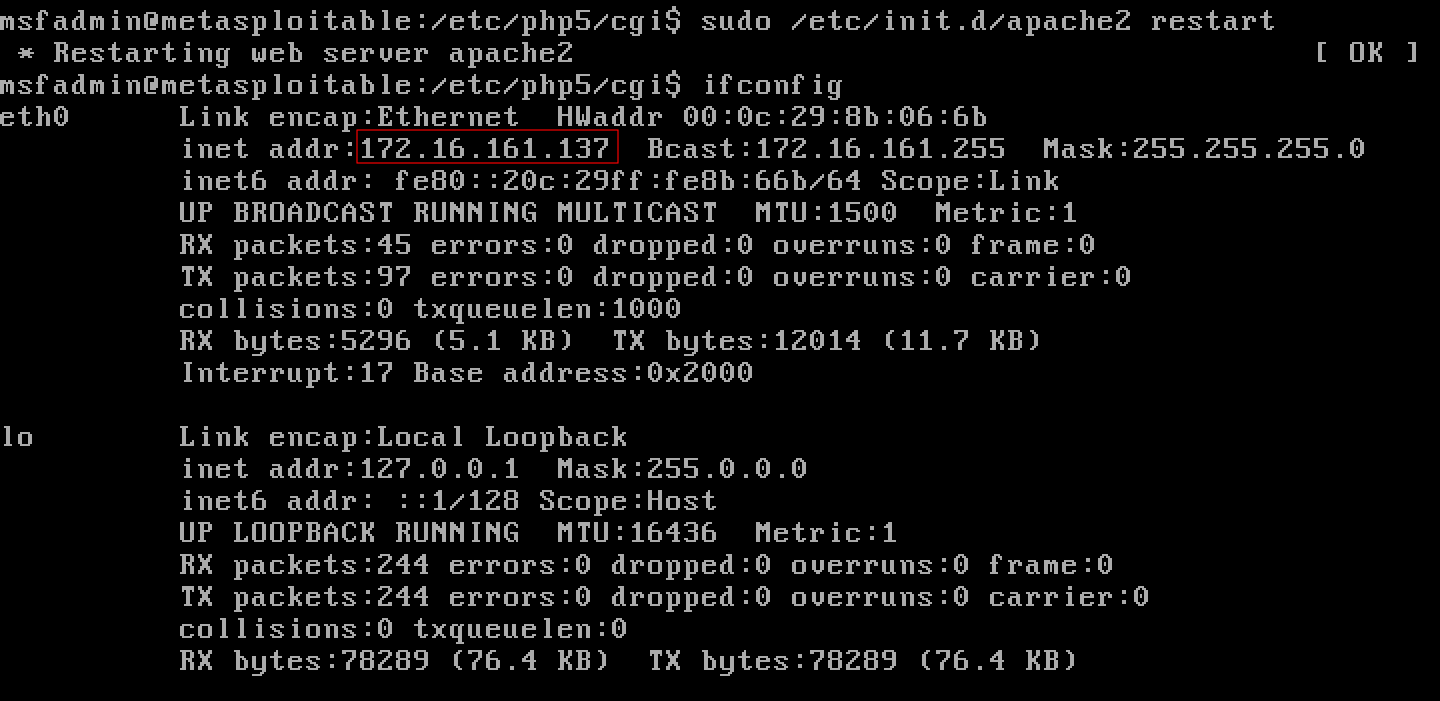 msfadmin@metasploitable:/etc/php5/cgi$ sudo /etc/init.d/apache2 restart
 * Restarting web server apache2                                         [ OK ]
msfadmin@metasploitable:/etc/php5/cgi$ ifconfig
eth0      Link encap:Ethernet  HWaddr 00:0c:29:8b:06:6b
          inet addr:172.16.161.137  Bcast:172.16.161.255  Mask:255.255.255.0
          inet6 addr: fe80::20c:29ff:fe8b:66b/64 Scope:Link
          UP BROADCAST RUNNING MULTICAST  MTU:1500  Metric:1
          RX packets:45 errors:0 dropped:0 overruns:0 frame:0
          TX packets:97 errors:0 dropped:0 overruns:0 carrier:0
          collisions:0 txqueuelen:1000
          RX bytes:5296 (5.1 KB)  TX bytes:12014 (11.7 KB)
          Interrupt:17 Base address:0x2000

lo        Link encap:Local Loopback
          inet addr:127.0.0.1  Mask:255.0.0.0
          inet6 addr: ::1/128 Scope:Host
          UP LOOPBACK RUNNING  MTU:16436  Metric:1
          RX packets:244 errors:0 dropped:0 overruns:0 frame:0
          TX packets:244 errors:0 dropped:0 overruns:0 carrier:0
          collisions:0 txqueuelen:0
          RX bytes:78289 (76.4 KB)  TX bytes:78289 (76.4 KB)